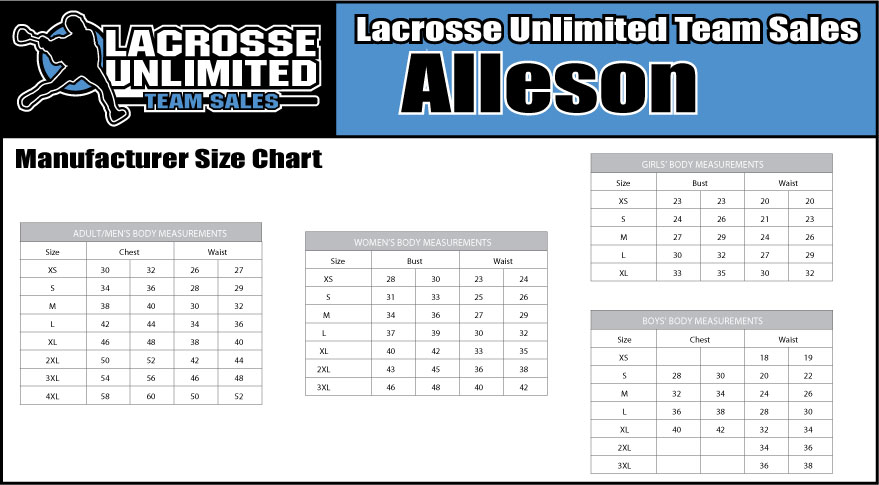 LACROSSE
UNLIMITED
TEAM SALES
Lacrosse Unlimited Team Sales
Alleson
Manufacturer Size Chart
ADULT/MEN'S BODY MEASUREMENTS
Size Chest Waist
XS 30 32 26 27
S 34 36 28 29
M 38 40 30 32
L 42 44 34 36
XL 46 48 38 40
2XL 50 52 42 44
3XL 54 56 46 48
4XL 58 60 50 52
WOMEN'S BODY MEASUREMENTS
Size Bust Waist
XS 28 30 23 24
S 31 33 25 26
M 34 36 27 29
L 37 39 30 32
XL 40 42 33 35
2XL 43 45 36 38
3XL 46 48 40 42
GIRLS' BODY MEASUREMENTS
Size Bust Waist
XS 23 23 20 20
S 24 26 21 23
M 27 29 24 26
L 30 32 27 29
XL 33 35 30 32
BOYS' BODY MEASUREMENTS
Size Chest Waist
XS 18 19
S 28 30 20 22
M 32 34 24 26
L 36 38 28 30
XL 40 42 32 34
2XL 34 36
3XL 36 38